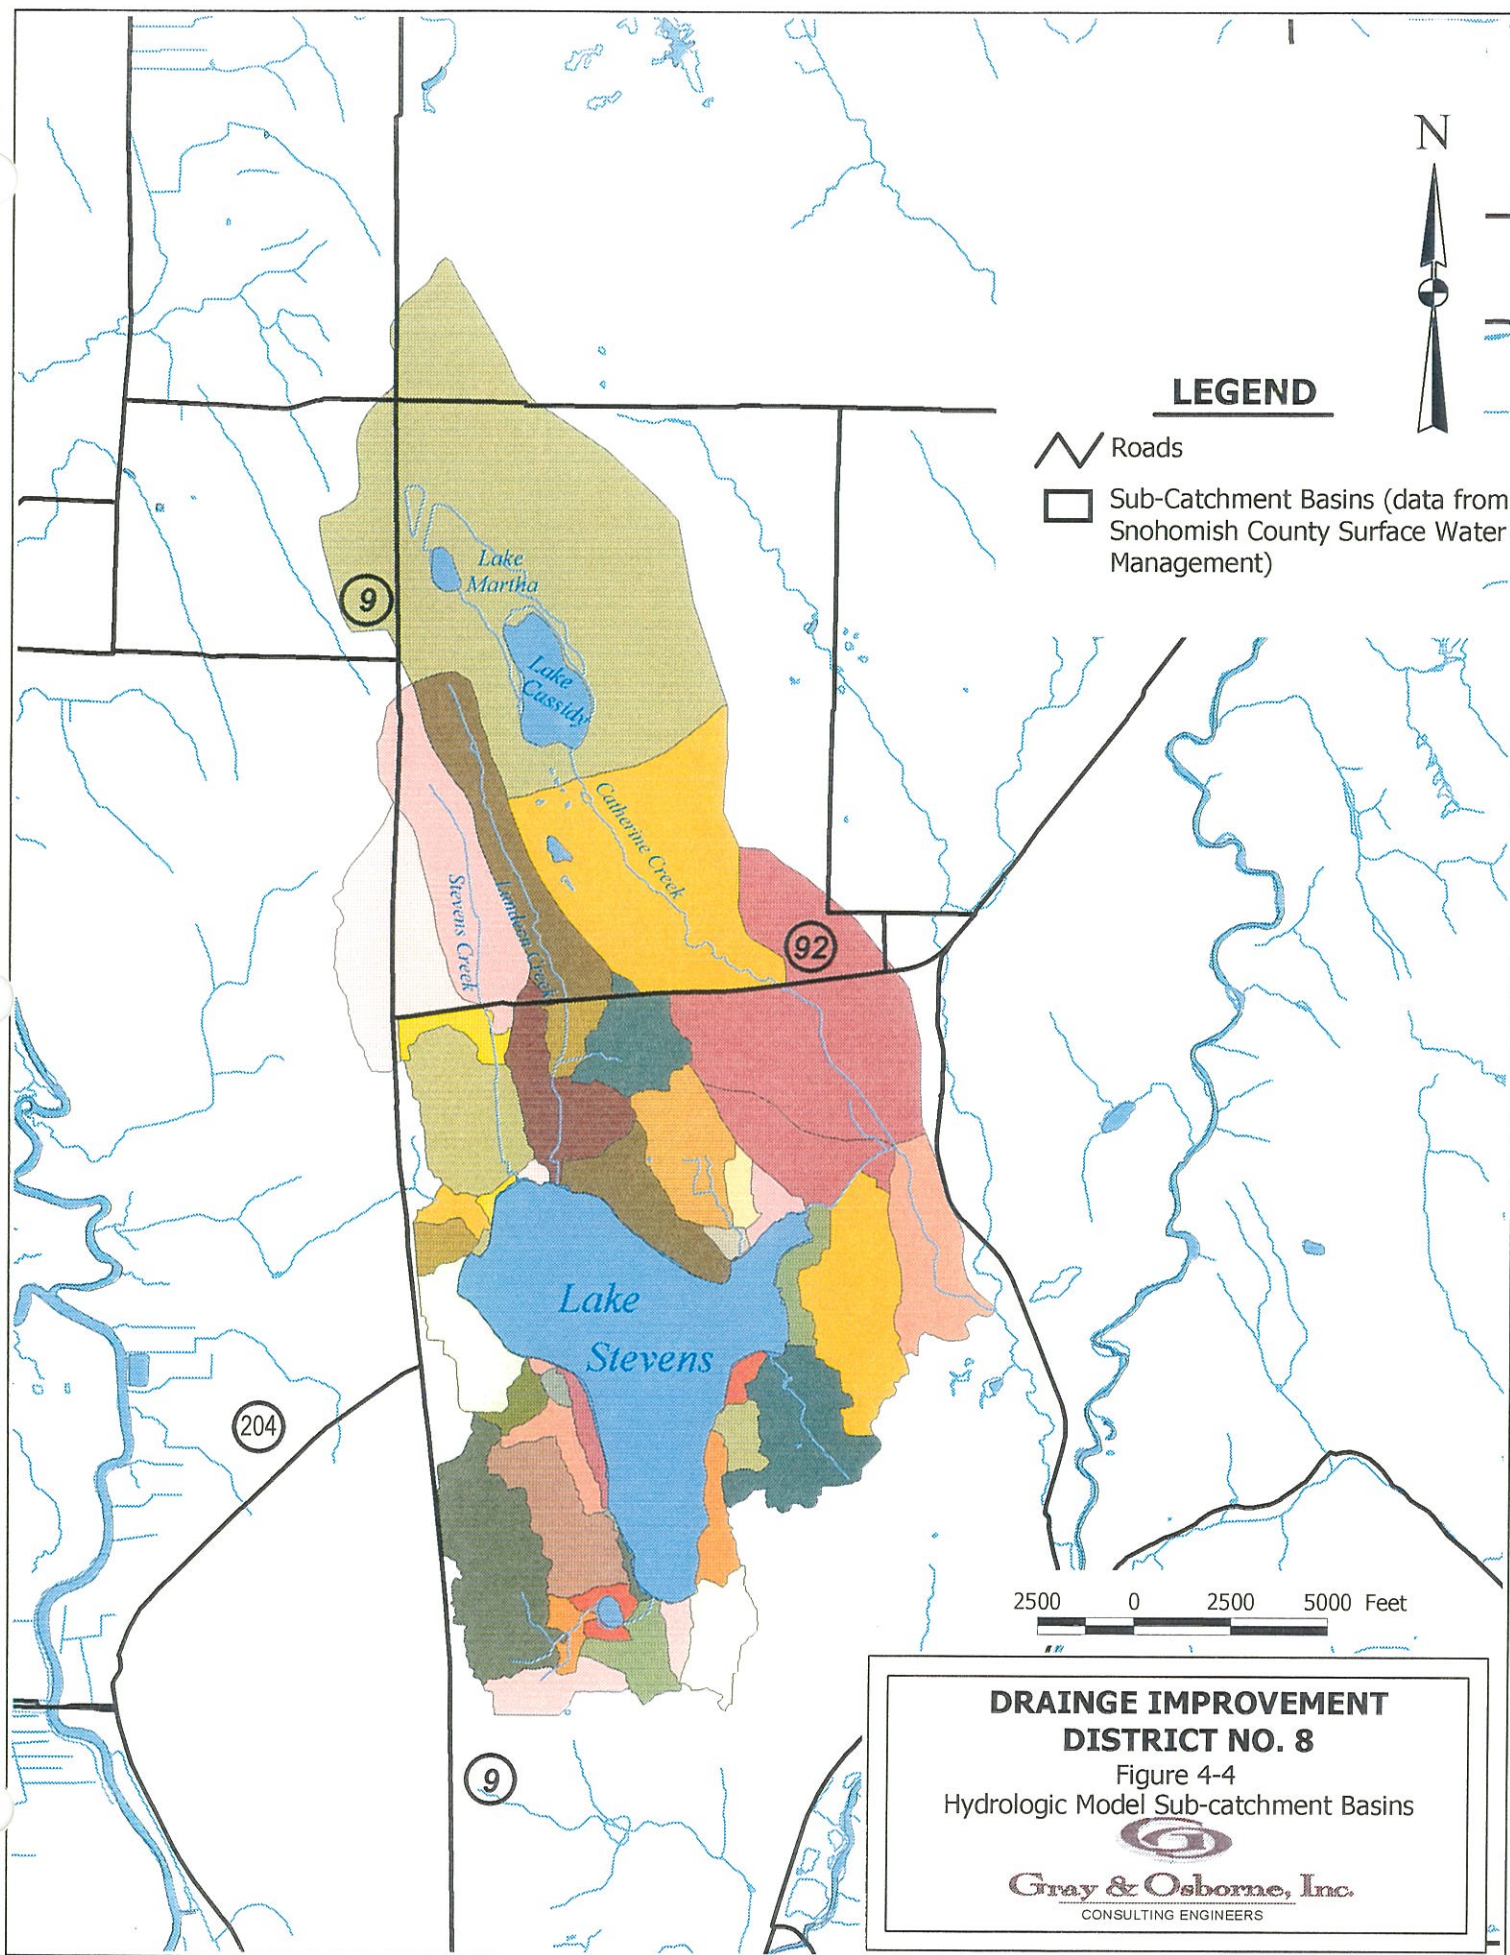 N
LEGEND
Roads
Sub-Catchment Basins (data from
Snohomish County Surface Water
Management)
Lake
Martha
9
Lake
Cassidy
Catherine Creek
Stevens Creek
Lundeen Creek
92
Lake
Stevens
204
2500 0 2500 5000 Feet
9
DRAINGE IMPROVEMENT
DISTRICT NO. 8
Figure 4-4
Hydrologic Model Sub-catchment Basins
Gray & Osborne, Inc.
CONSULTING ENGINEERS